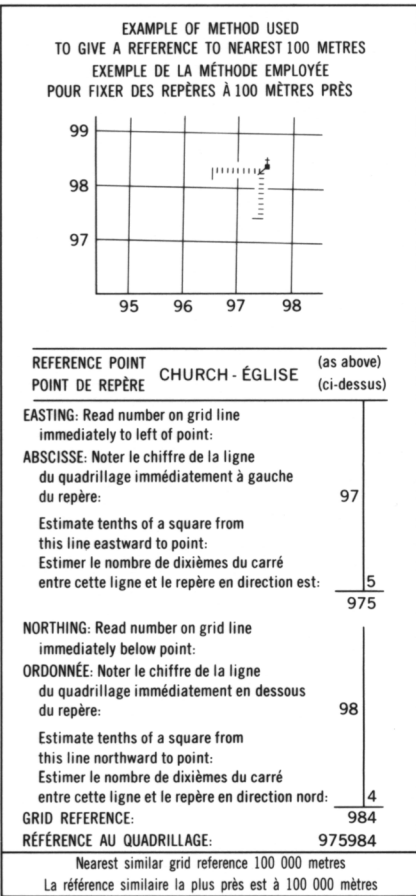 EXAMPLE OF METHOD USED
TO GIVE A REFERENCE TO NEAREST 100 METRES
EXEMPLE DE LA MÉTHODE EMPLOYÉE
POUR FIXER DES REPÈRES À 100 MÈTRES PRÈS
99
98
97
95 96 97 98
REFERENCE POINT
POINT DE REPÈRE
CHURCH - ÉGLISE
(as above)
(ci-dessus)
EASTING: Read number on grid line
immediately to left of point:
ABSCISSE: Noter le chiffre de la ligne
du quadrillage immédiatement à gauche
du repère: 97
Estimate tenths of a square from
this line eastward to point:
Estimer le nombre de dixièmes du carré
entre cette ligne et le repère en direction est: 5
975
NORTHING: Read number on grid line
immediately below point:
ORDONNÉE: Noter le chiffre de la ligne
du quadrillage immédiatement en dessous
du repère: 98
Estimate tenths of a square from
this line northward to point:
Estimer le nombre de dixièmes du carré
entre cette ligne et le repère en direction nord: 4
GRID REFERENCE: 984
RÉFÉRENCE AU QUADRILLAGE: 975984
Nearest similar grid reference 100 000 metres
La référence similaire la plus près est à 100 000 mètres